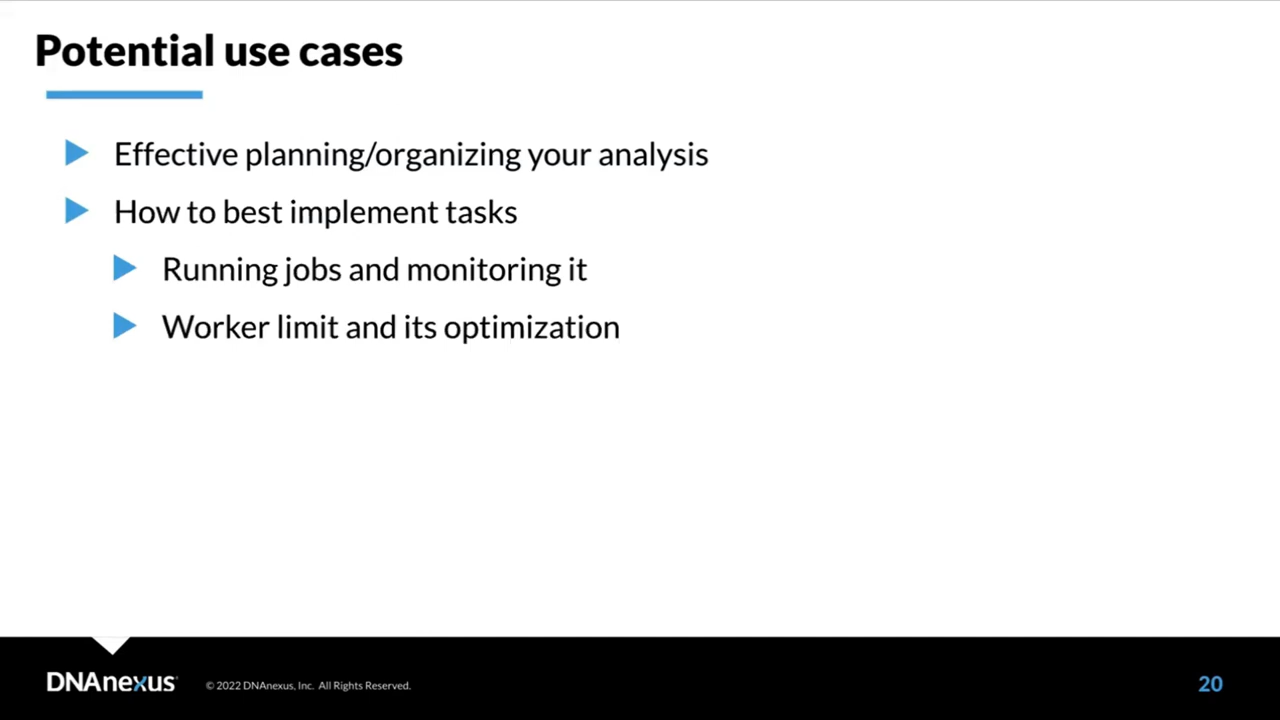 Potential use cases
Effective planning/organizing your analysis
How to best implement tasks
Running jobs and monitoring it
Worker limit and its optimization
DNAnexus
© 2022 DNAnexus, Inc. All Rights Reserved.
20